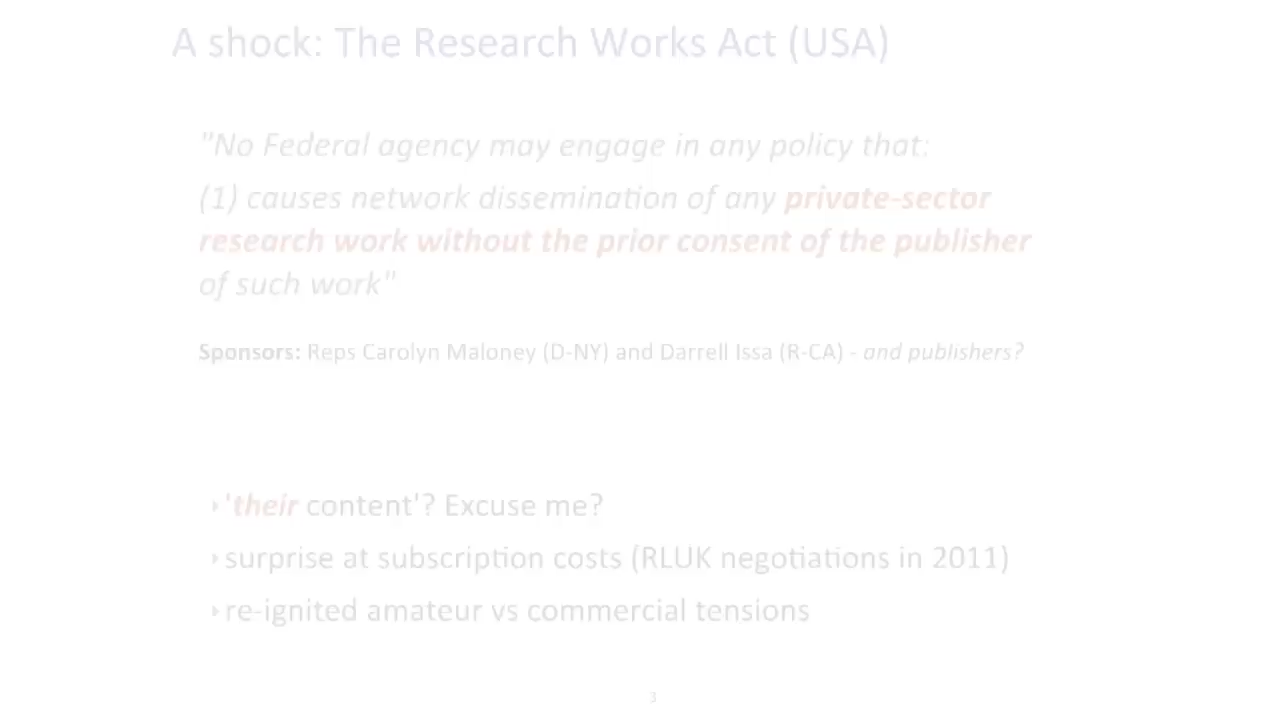 A shock: The Research Works Act (USA)
"No Federal agency may engage in any policy that:
(1) causes network dissemination of any private-sector
research work without the prior consent of the publisher
of such work"
Sponsors: Reps Carolyn Maloney (D-NY) and Darrell Issa (R-CA) - and publishers?
‣ 'their content'? Excuse me?
‣ surprise at subscription costs (RLUK negotiations in 2011)
‣ re-ignited amateur vs commercial tensions
3